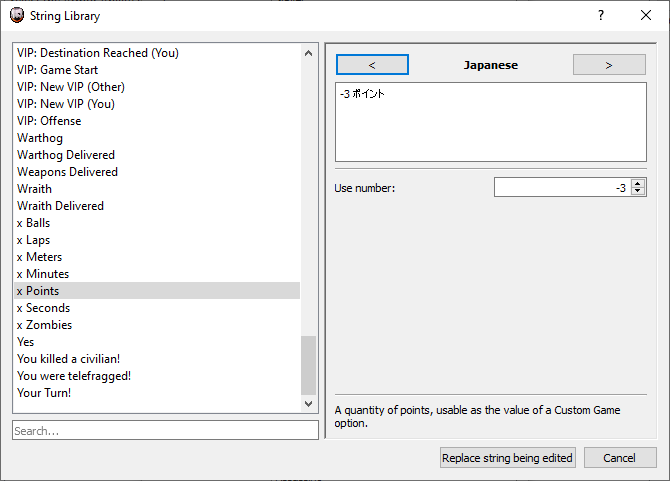 String Library
?
VIP: Destination Reached (You)
VIP: Game Start
VIP: New VIP (Other)
VIP: New VIP (You)
VIP: Offense
Warthog
Warthog Delivered
Weapons Delivered
Wraith
Wraith Delivered
x Balls
x Laps
x Meters
x Minutes
x Points
x Seconds
x Zombies
Yes
You killed a civilian!
You were telefragged!
Your Turn!
Search...
< Japanese >
-3 ポイント
Use number: -3
A quantity of points, usable as the value of a Custom Game
option.
Replace string being edited Cancel